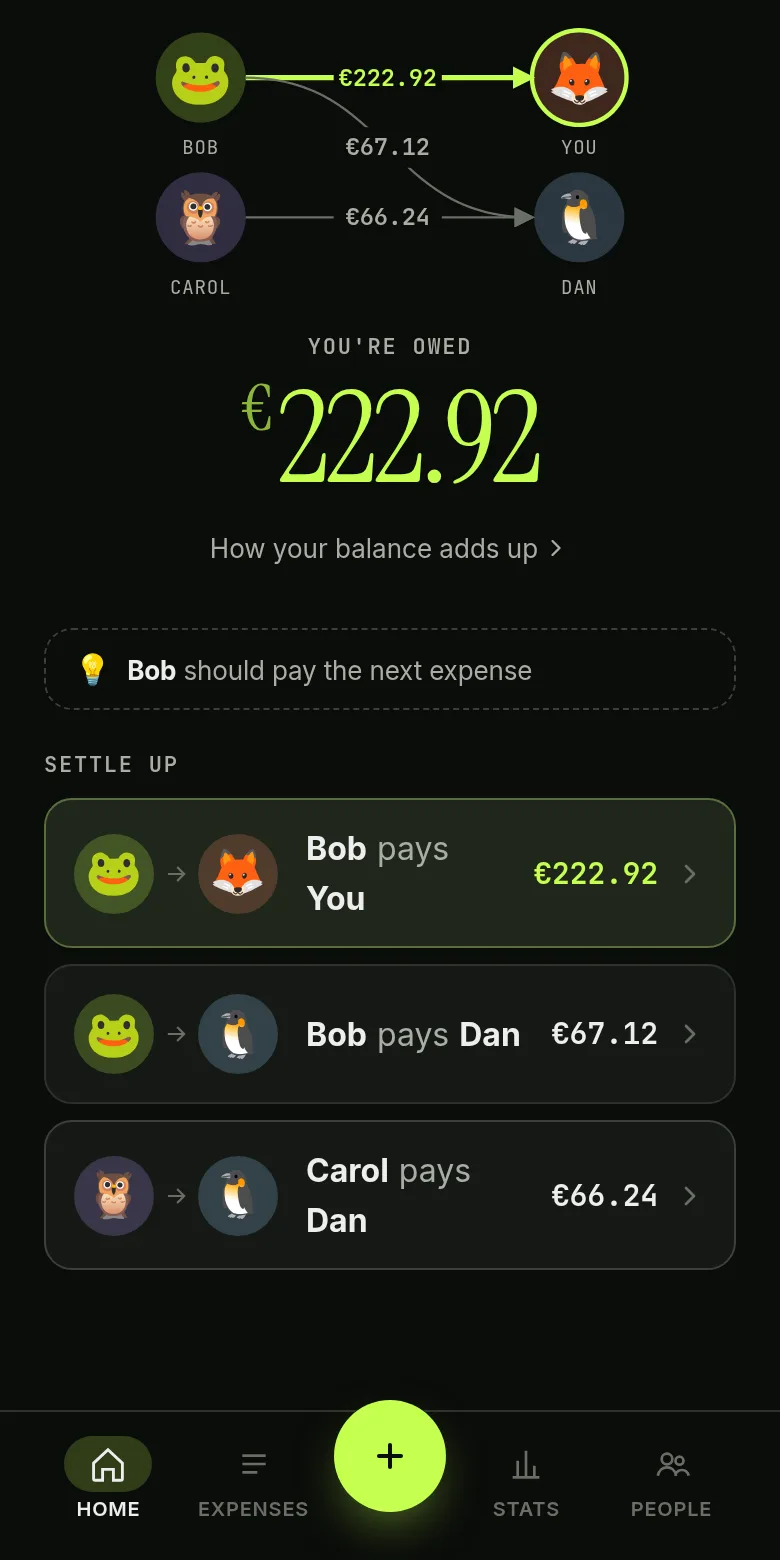 €222.92
BOB
€67.12
YOU
€66.24
CAROL
DAN
YOU'RE OWED
€222.92
How your balance adds up
Bob should pay the next expense
SETTLE UP
Bob pays
You
€222.92
Bob pays Dan
€67.12
Carol pays
Dan
€66.24
HOME
EXPENSES
STATS
PEOPLE